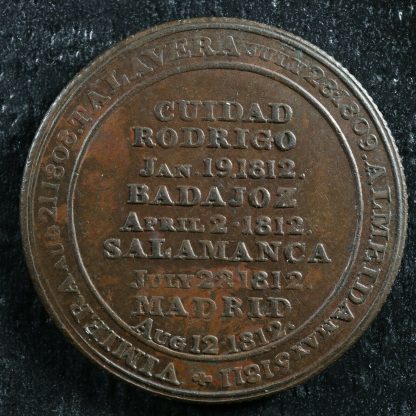 VIMIERA AUG 21 1808. TALAVERA JULY 28 1809. ALMEIDA MAY 5 1811
CUIDAD
RODRIGO
JAN. 19, 1812.
BADAJOZ
APRIL 2-1812.
SALAMANCA
JULY 22 1812.
MADRID
AUG 12-1812.